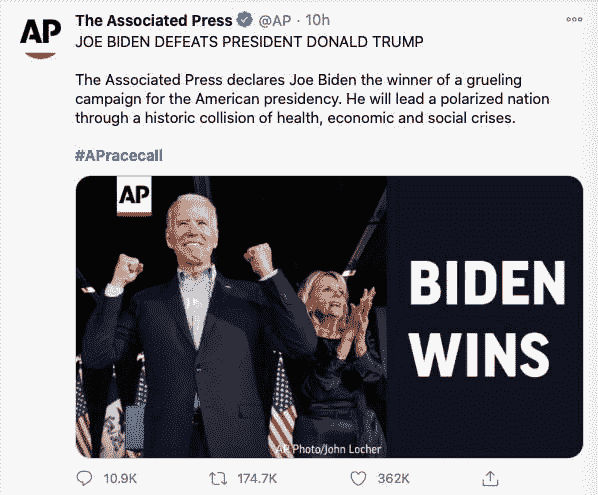 AP
The Associated Press @AP · 10h
JOE BIDEN DEFEATS PRESIDENT DONALD TRUMP
The Associated Press declares Joe Biden the winner of a grueling
campaign for the American presidency. He will lead a polarized nation
through a historic collision of health, economic and social crises.
#APracecall
AP
BIDEN
WINS
AP Photo/John Locher
10.9K 174.7K 362K